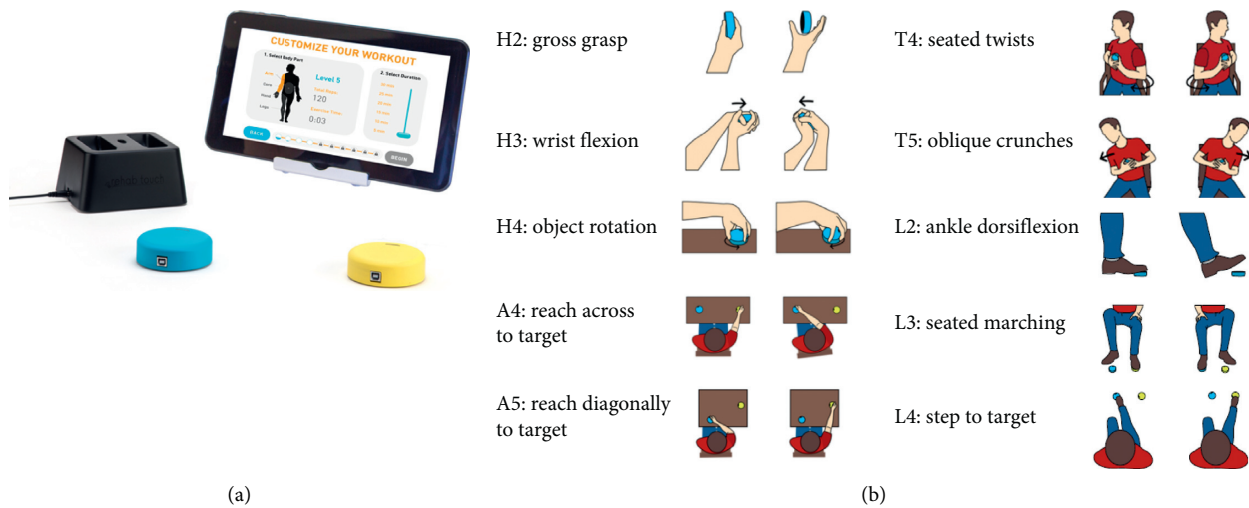 CUSTOMIZE YOUR WORKOUT
1. Select Body Part
2. Select Duration
Level 5
120
0:03
BACK
BEGIN
H2: gross grasp
H3: wrist flexion
H4: object rotation
A4: reach across
to target
A5: reach diagonally
to target
T4: seated twists
T5: oblique crunches
L2: ankle dorsiflexion
L3: seated marching
L4: step to target
(a)
(b)